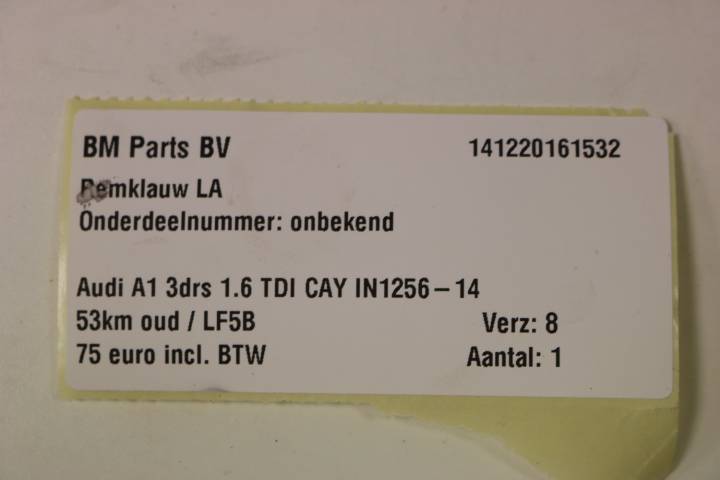 BM Parts BV 141220161532
Remklauw LA
Onderdeelnummer: onbekend
Audi A1 3drs 1.6 TDI CAY IN1256-14
53km oud / LF5B Verz: 8
75 euro incl. BTW Aantal: 1